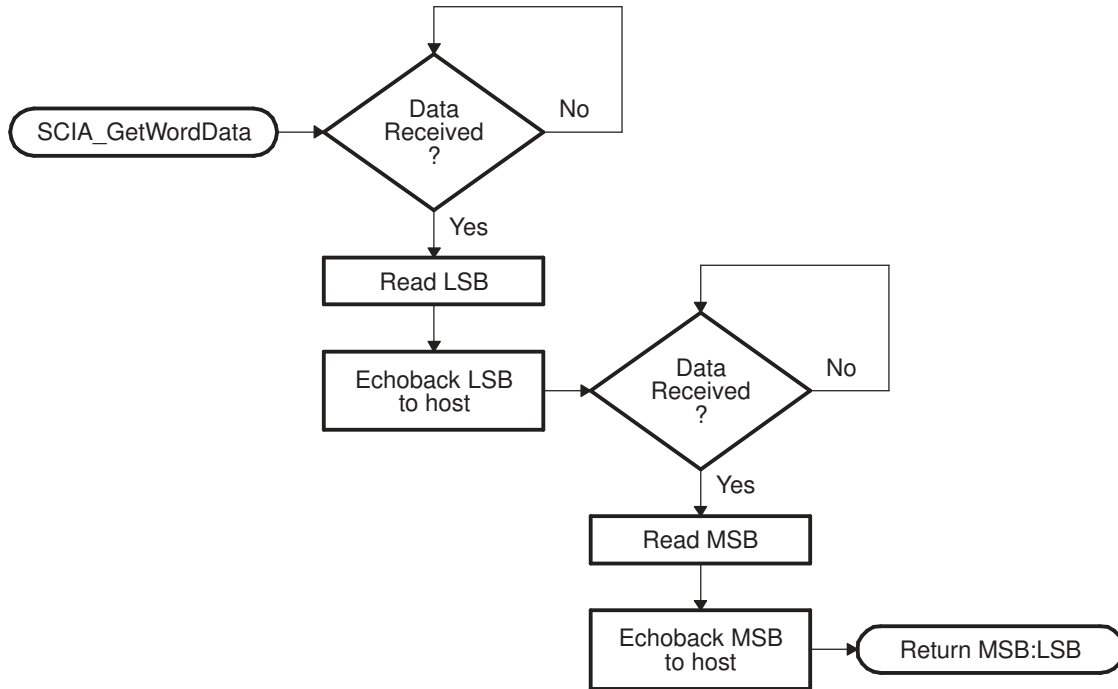 SCIA_GetWordData
Data
Received
?
No
Yes
Read LSB
Echoback LSB
to host
Data
Received
?
No
Yes
Read MSB
Echoback MSB
to host
Return MSB:LSB